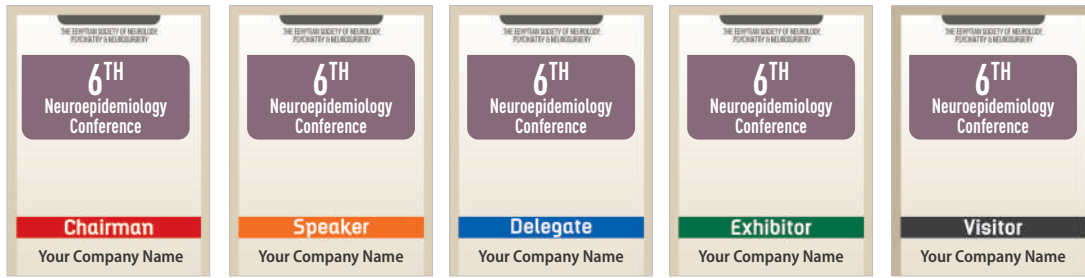 THE EGYPTIAN SOCIETY OF NEUROLOGY,
PSYCHIATRY & NEUROSURGERY
6TH
Neuroepidemiology
Conference
Chairman
Your Company Name
THE EGYPTIAN SOCIETY OF NEUROLOGY,
PSYCHIATRY & NEUROSURGERY
6TH
Neuroepidemiology
Conference
Speaker
Your Company Name
THE EGYPTIAN SOCIETY OF NEUROLOGY,
PSYCHIATRY & NEUROSURGERY
6TH
Neuroepidemiology
Conference
Delegate
Your Company Name
THE EGYPTIAN SOCIETY OF NEUROLOGY,
PSYCHIATRY & NEUROSURGERY
6TH
Neuroepidemiology
Conference
Exhibitor
Your Company Name
THE EGYPTIAN SOCIETY OF NEUROLOGY,
PSYCHIATRY & NEUROSURGERY
6TH
Neuroepidemiology
Conference
Visitor
Your Company Name